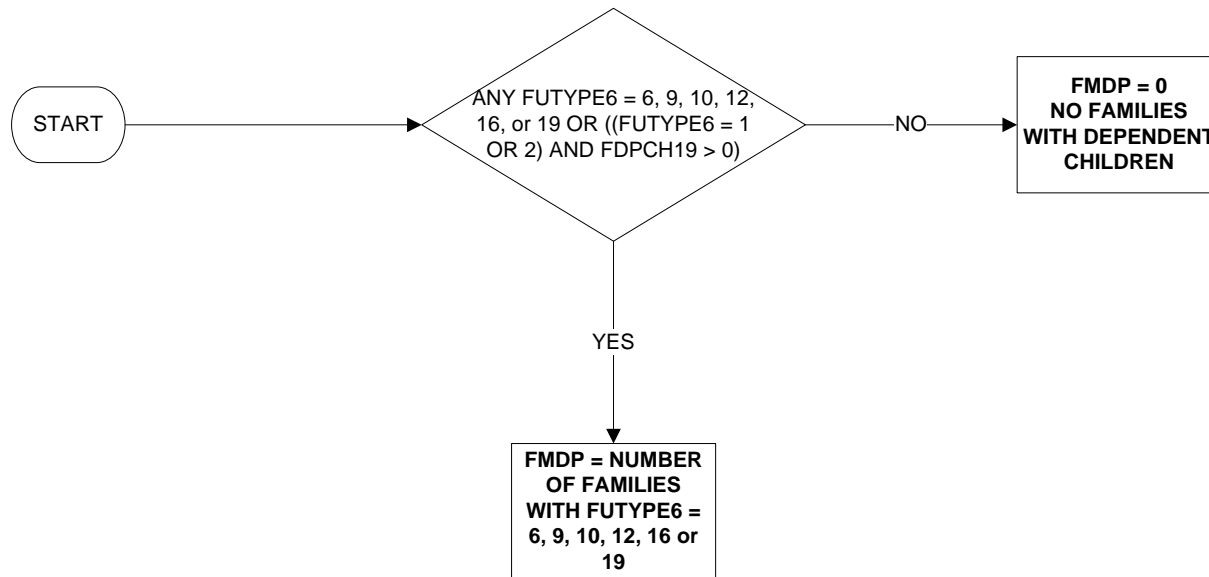 START
ANY FUTYPE6 = 6, 9, 10, 12,
16, or 19 OR ((FUTYPE6 = 1
OR 2) AND FDPCH19 > 0)
NO
FMDP = 0
NO FAMILIES
WITH DEPENDENT
CHILDREN
YES
FMDP = NUMBER
OF FAMILIES
WITH FUTYPE6 =
6, 9, 10, 12, 16 or
19